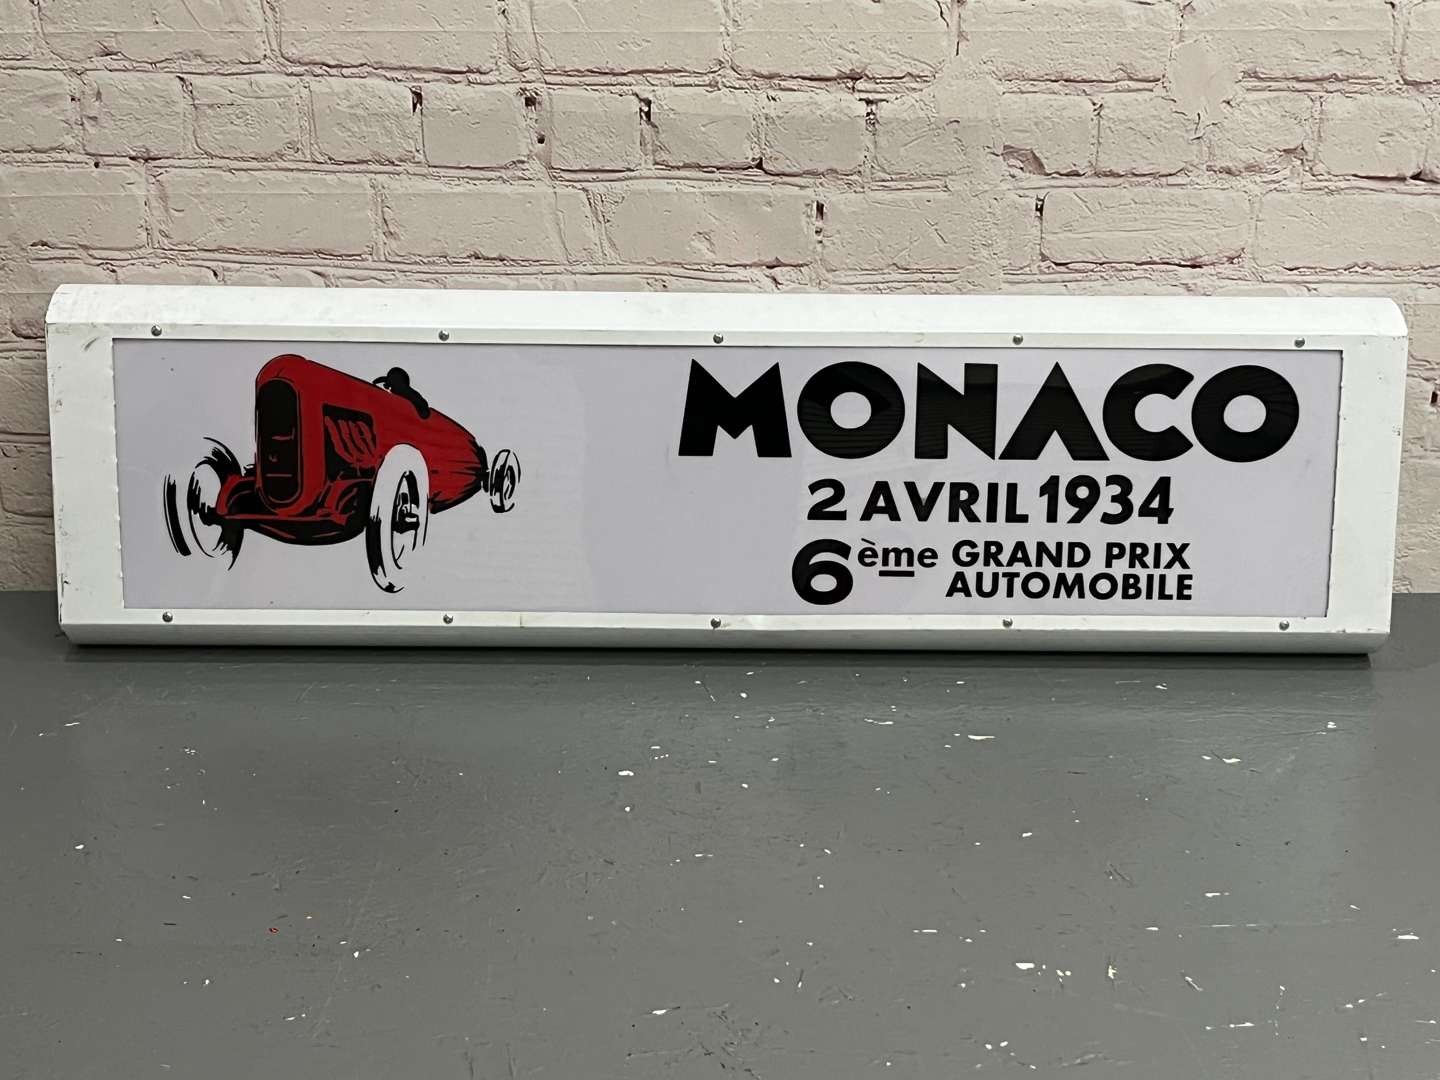 MONACO
2 AVRIL 1934
6ème GRAND PRIX
AUTOMOBILE